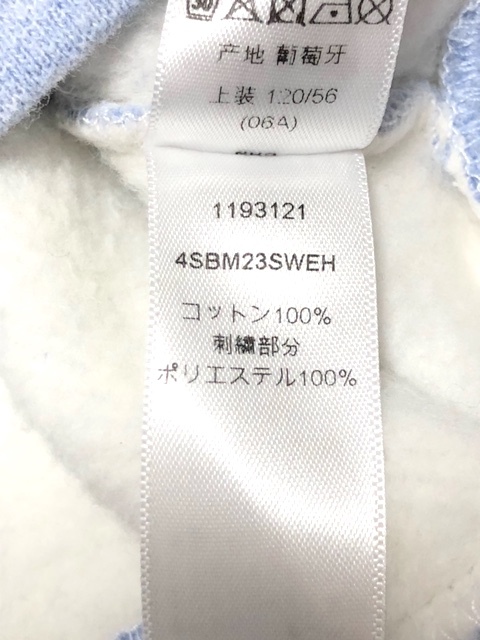 30
产地 葡萄牙
上装 120/56
(06A)
1193121
4SBM23SWEH
コットン100%
刺繍部分
ポリエステル100%